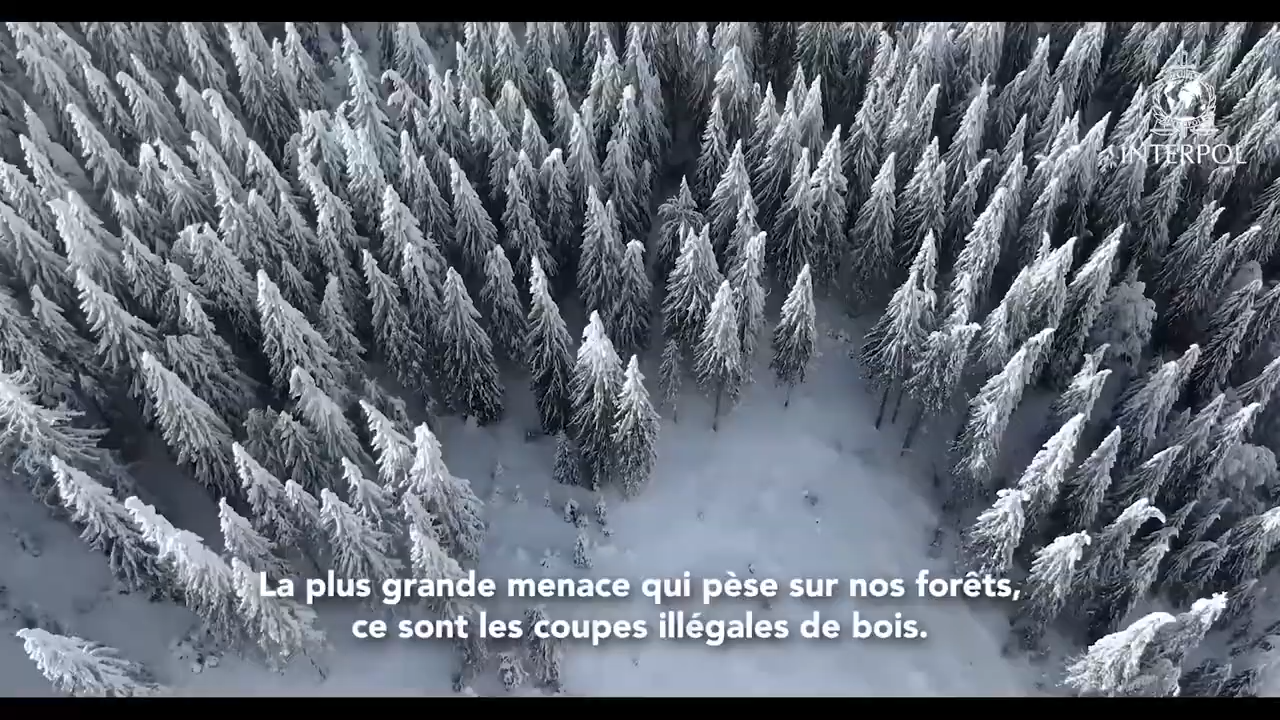 INTERPOL
La plus grande menace qui pèse sur nos forêts,
ce sont les coupes illégales de bois.